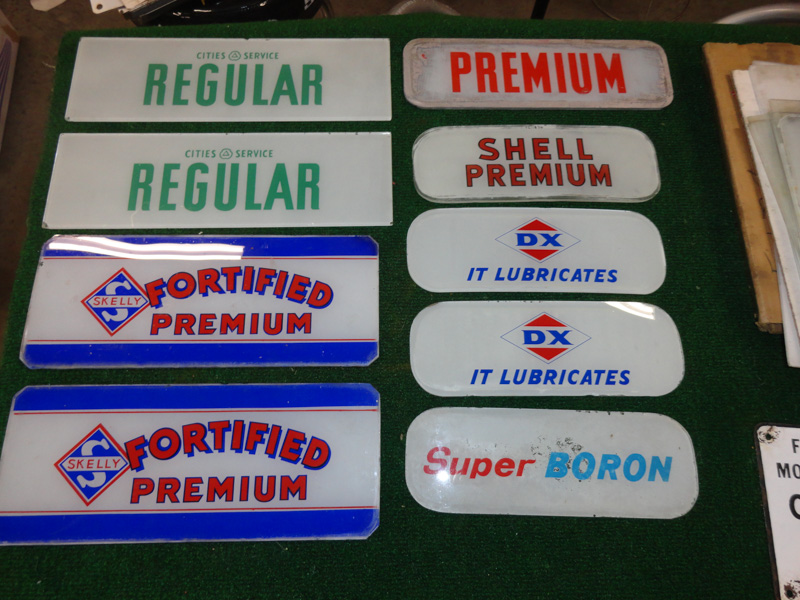 CITIES SERVICE
REGULAR
CITIES SERVICE
REGULAR
SKELLY
FORTIFIED
PREMIUM
S
SKELLY
FORTIFIED
PREMIUM
S
PREMIUM
SHELL
PREMIUM
DX
IT LUBRICATES
DX
IT LUBRICATES
Super BORON
F
MO